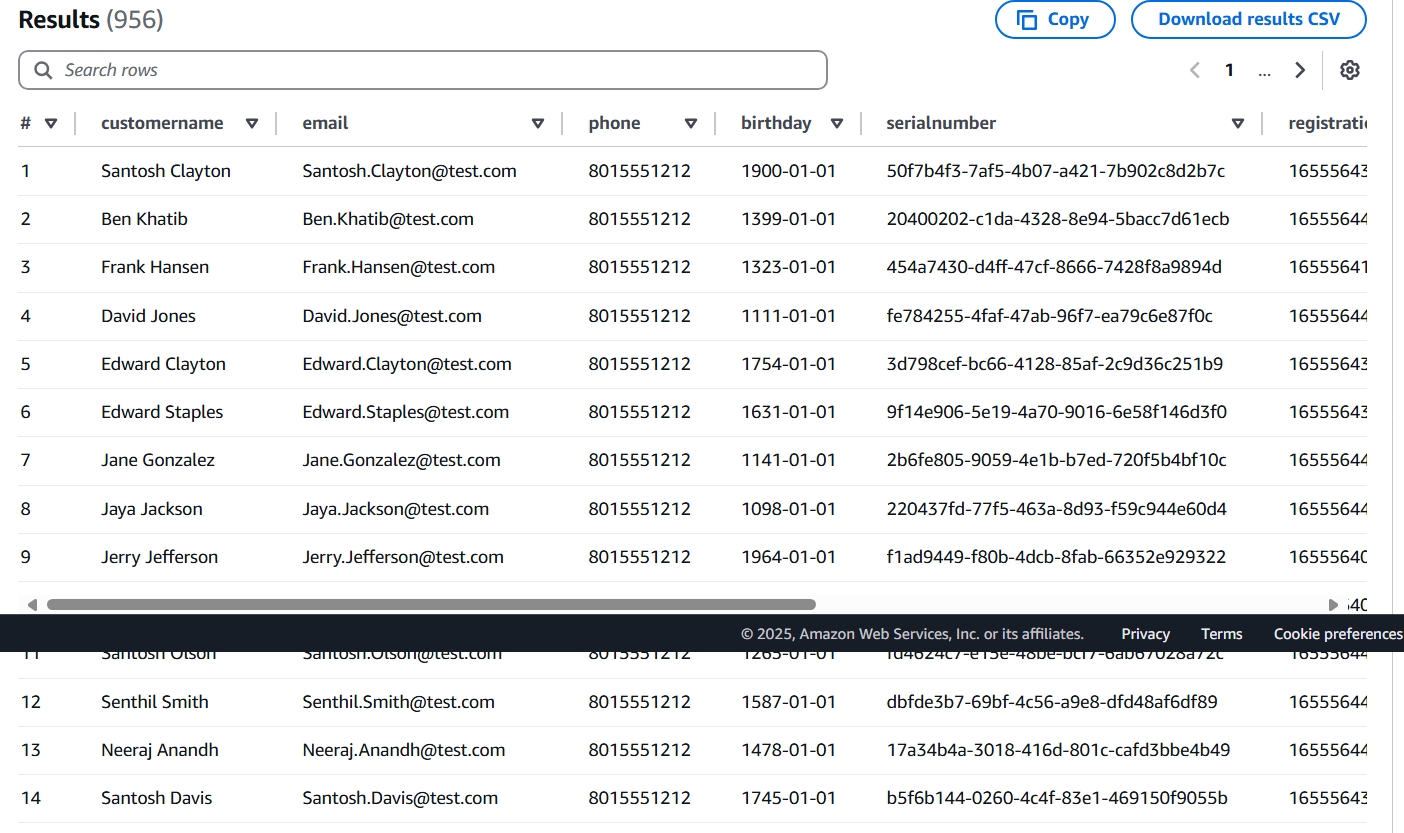 Results (956) Copy Download results CSV
Search rows 1 ...
# customername email phone birthday serialnumber registratio
1 Santosh Clayton Santosh.Clayton@test.com 8015551212 1900-01-01 50f7b4f3-7af5-4b07-a421-7b902c8d2b7c 16555643
2 Ben Khatib Ben.Khatib@test.com 8015551212 1399-01-01 20400202-c1da-4328-8e94-5bacc7d61ecb 16555644
3 Frank Hansen Frank.Hansen@test.com 8015551212 1323-01-01 454a7430-d4ff-47cf-8666-7428f8a9894d 16555641
4 David Jones David.Jones@test.com 8015551212 1111-01-01 fe784255-4faf-47ab-96f7-ea79c6e87f0c 16555644
5 Edward Clayton Edward.Clayton@test.com 8015551212 1754-01-01 3d798cef-bc66-4128-85af-2c9d36c251b9 16555643
6 Edward Staples Edward.Staples@test.com 8015551212 1631-01-01 9f14e906-5e19-4a70-9016-6e58f146d3f0 16555643
7 Jane Gonzalez Jane.Gonzalez@test.com 8015551212 1141-01-01 2b6fe805-9059-4e1b-b7ed-720f5b4bf10c 16555644
8 Jaya Jackson Jaya.Jackson@test.com 8015551212 1098-01-01 220437fd-77f5-463a-8d93-f59c944e60d4 16555644
9 Jerry Jefferson Jerry.Jefferson@test.com 8015551212 1964-01-01 f1ad9449-f80b-4dcb-8fab-66352e929322 16555640
40
© 2025, Amazon Web Services, Inc. or its affiliates. Privacy Terms Cookie preferences
11 Santosh Olson Santosh.Olson@test.com 8015551212 16555644
12 Senthil Smith Senthil.Smith@test.com 8015551212 1587-01-01 dbfde3b7-69bf-4c56-a9e8-dfd48af6df89 16555644
13 Neeraj Anandh Neeraj.Anandh@test.com 8015551212 1478-01-01 17a34b4a-3018-416d-801c-cafd3bbe4b49 16555644
14 Santosh Davis Santosh.Davis@test.com 8015551212 1745-01-01 b5f6b144-0260-4c4f-83e1-469150f9055b 16555643